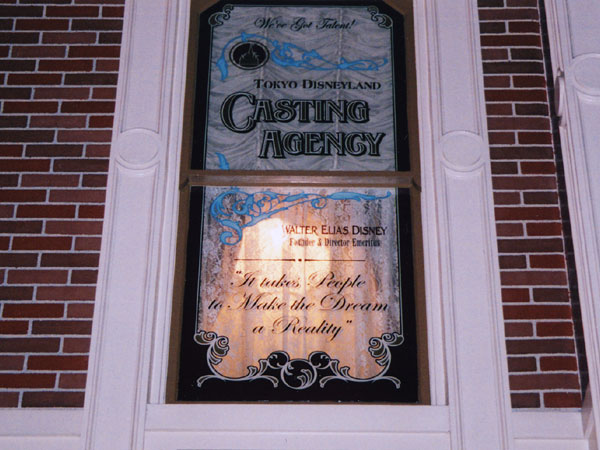 We've Got Talent!
TOKYO DISNEYLAND
CASTING
AGENCY
WALTER ELIAS DISNEY
Founder & Director Emeritus
"It takes People
to Make the Dream
a Reality"